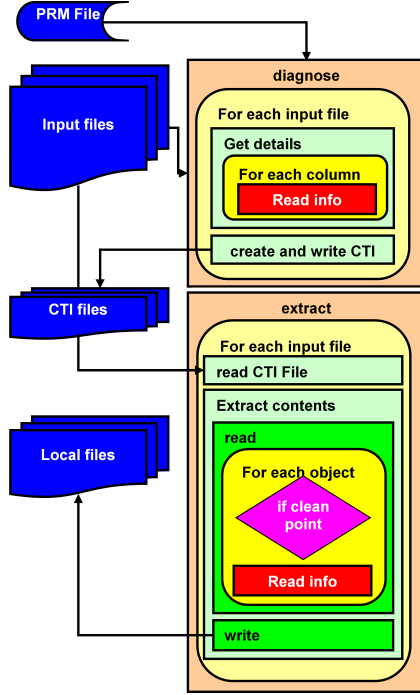 PRM File
diagnose
Input files
For each input file
Get details
For each column
Read info
create and write CTI
CTI files
extract
For each input file
read CTI File
Extract contents
Local files
read
For each object
if clean
point
Read info
write